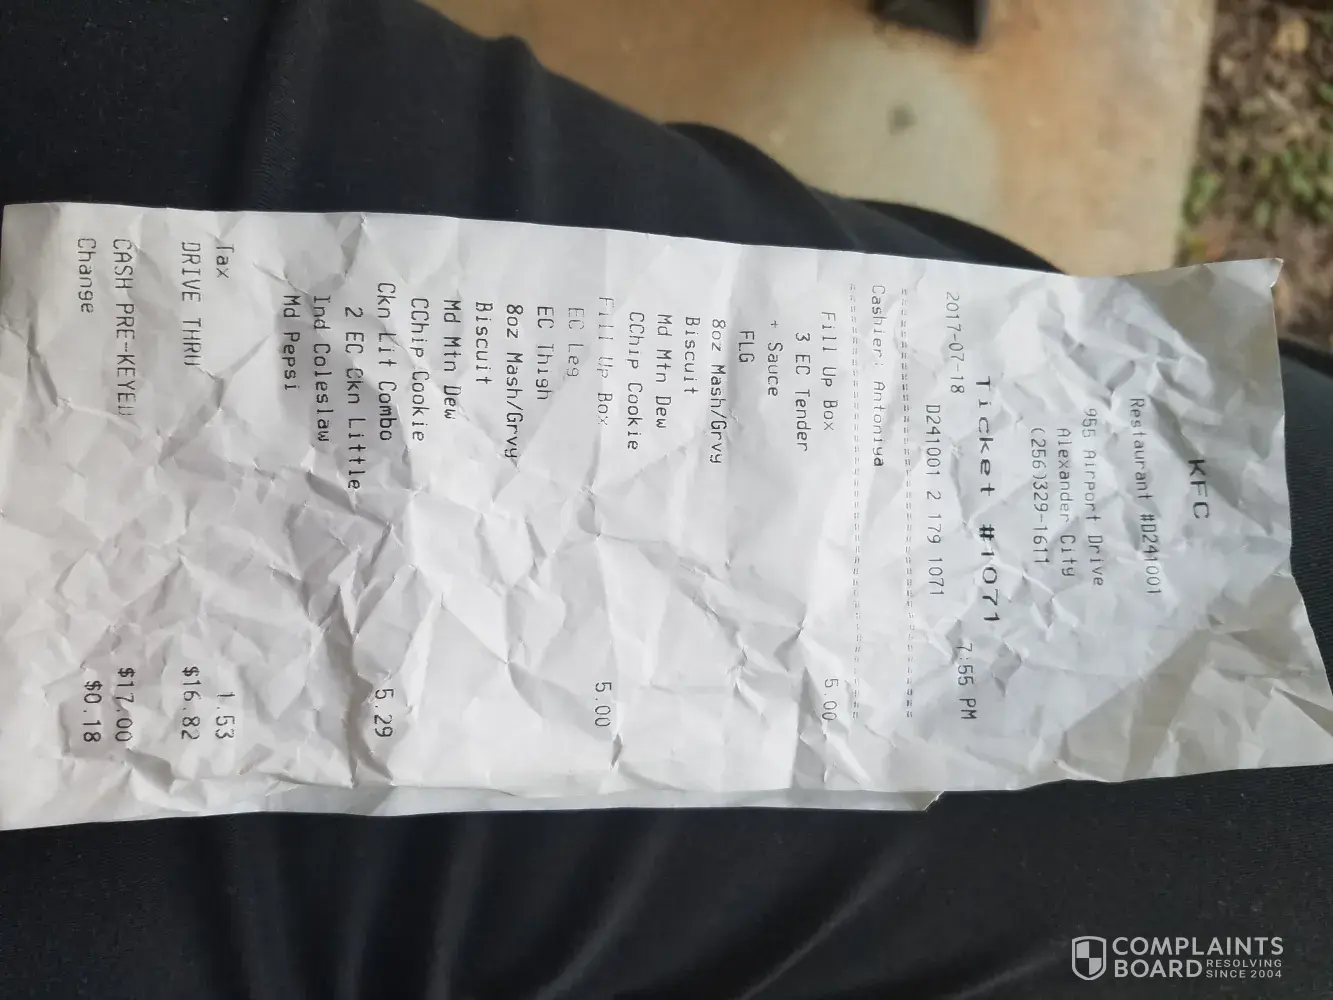 KFC
Restaurant #D241001
955 Airport Drive
Alexander City
(256)329-1611
Ticket #1071
2017-07-18 7:55 PM
D241001 2 179 1071
========================================
Cashier: Antoniya
========================================
Fill Up Box 5.00
3 EC Tender
+ Sauce
FLG
8oz Mash/Grvy
Biscuit
Md Mtn Dew
CChip Cookie
Fill Up Box 5.00
EC Leg
EC Thigh
8oz Mash/Grvy
Biscuit
Md Mtn Dew
CChip Cookie
Ckn Lit Combo 5.29
2 EC Ckn Little
Ind Coleslaw
Md Pepsi
Tax 1.53
DRIVE THRU $16.82
CASH PRE-KEYED $17.00
Change $0.18
COMPLAINTS
BOARD RESOLVING
SINCE 2004